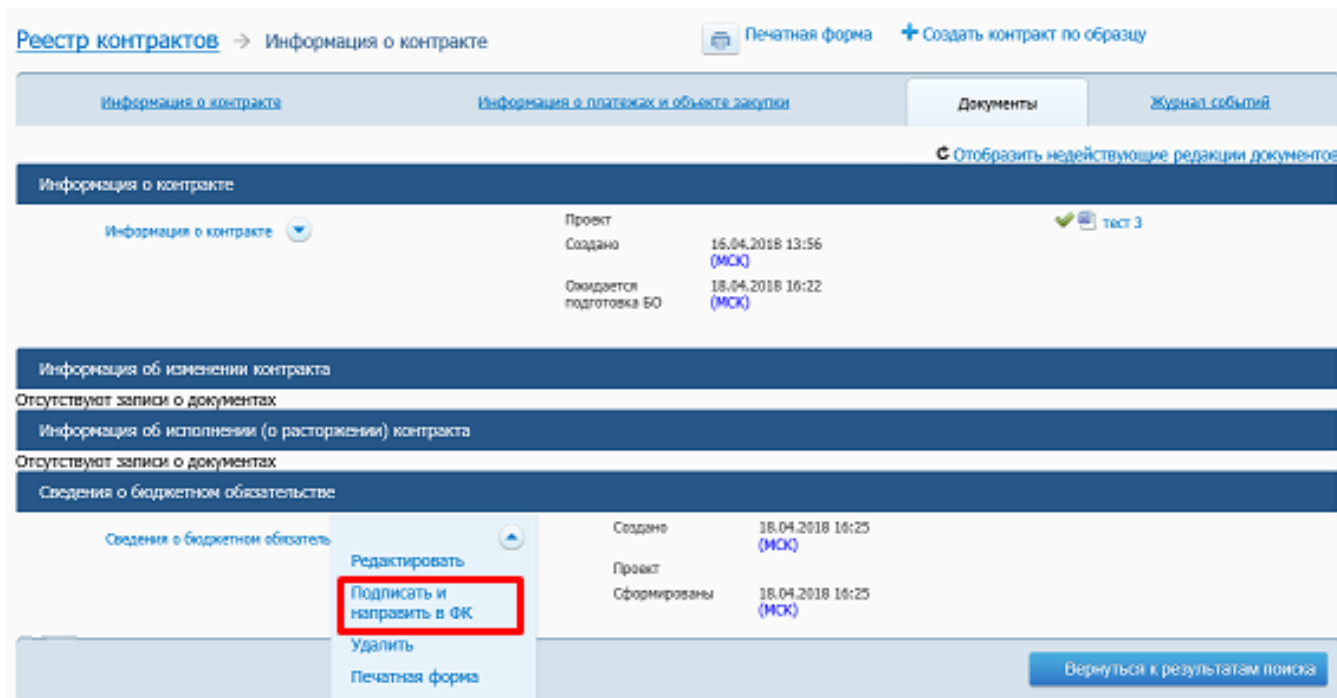 Реестр контрактов → Информация о контракте
Печатная форма
Создать контракт по образцу
Информация о контракте
Информация о платежах и объекте закупки
Документы
Журнал событий
Отобразить недействующие редакции документов
Информация о контракте
Информация о контракте
Проект
тест 3
Создано
16.04.2018 13:56
(МСК)
Ожидается
подготовка БО
18.04.2018 16:22
(МСК)
Информация об изменении контракта
Отсутствуют записи о документах
Информация об исполнении (о расторжении) контракта
Отсутствуют записи о документах
Сведения о бюджетном обязательстве
Сведения о бюджетном обязатель
Создано
18.04.2018 16:25
(МСК)
Проект
Сформированы
18.04.2018 16:25
(МСК)
Редактировать
Подписать и
направить в ФК
Удалить
Печатная форма
Вернуться к результатам поиска